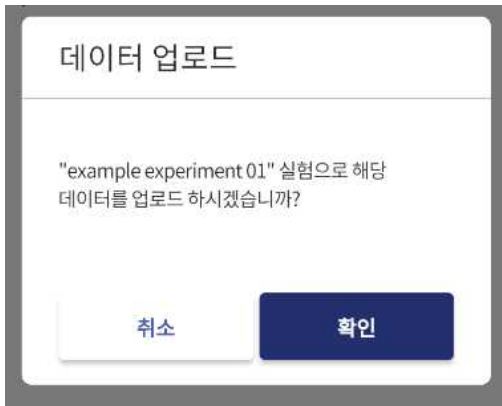 데이터 업로드
"example experiment 01" 실험으로 해당
데이터를 업로드 하시겠습니까?
취소
확인